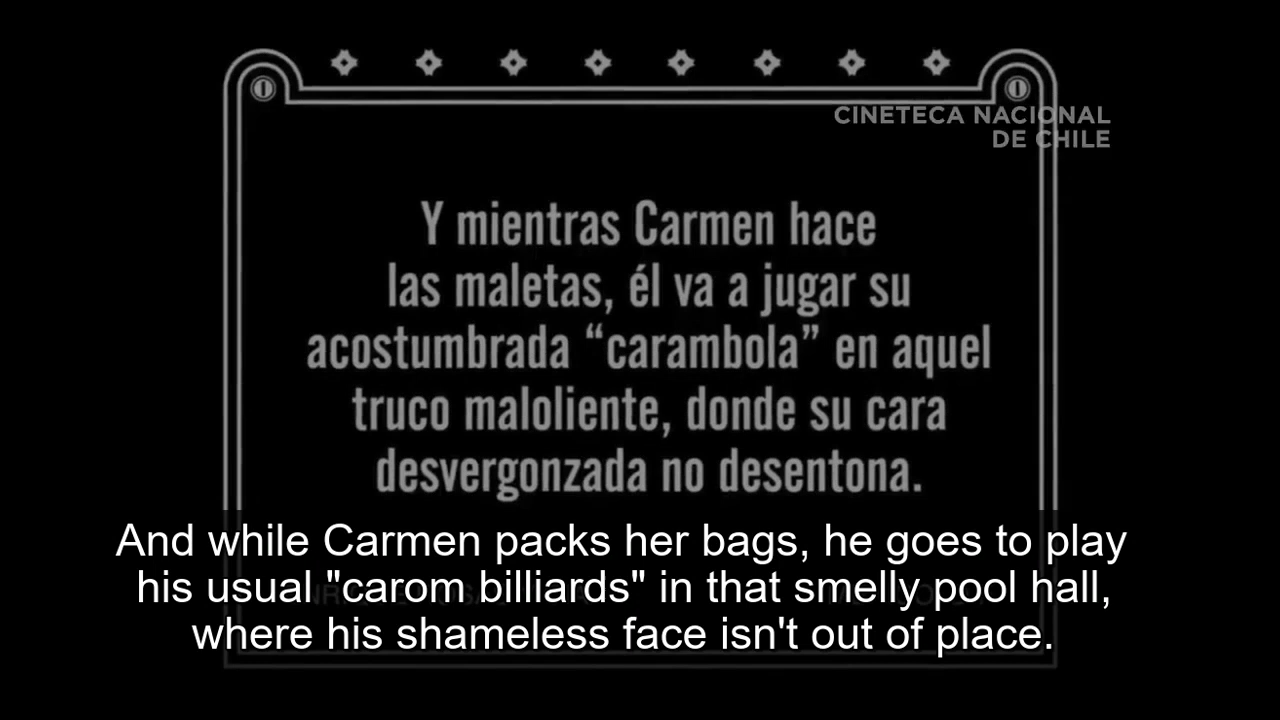 CINETECA NACIONAL
DE CHILE
Y mientras Carmen hace
las maletas, él va a jugar su
acostumbrada “carambola” en aquel
truco maloliente, donde su cara
desvergonzada no desentona.
And while Carmen packs her bags, he goes to play
his usual "carom billiards" in that smelly pool hall,
where his shameless face isn't out of place.